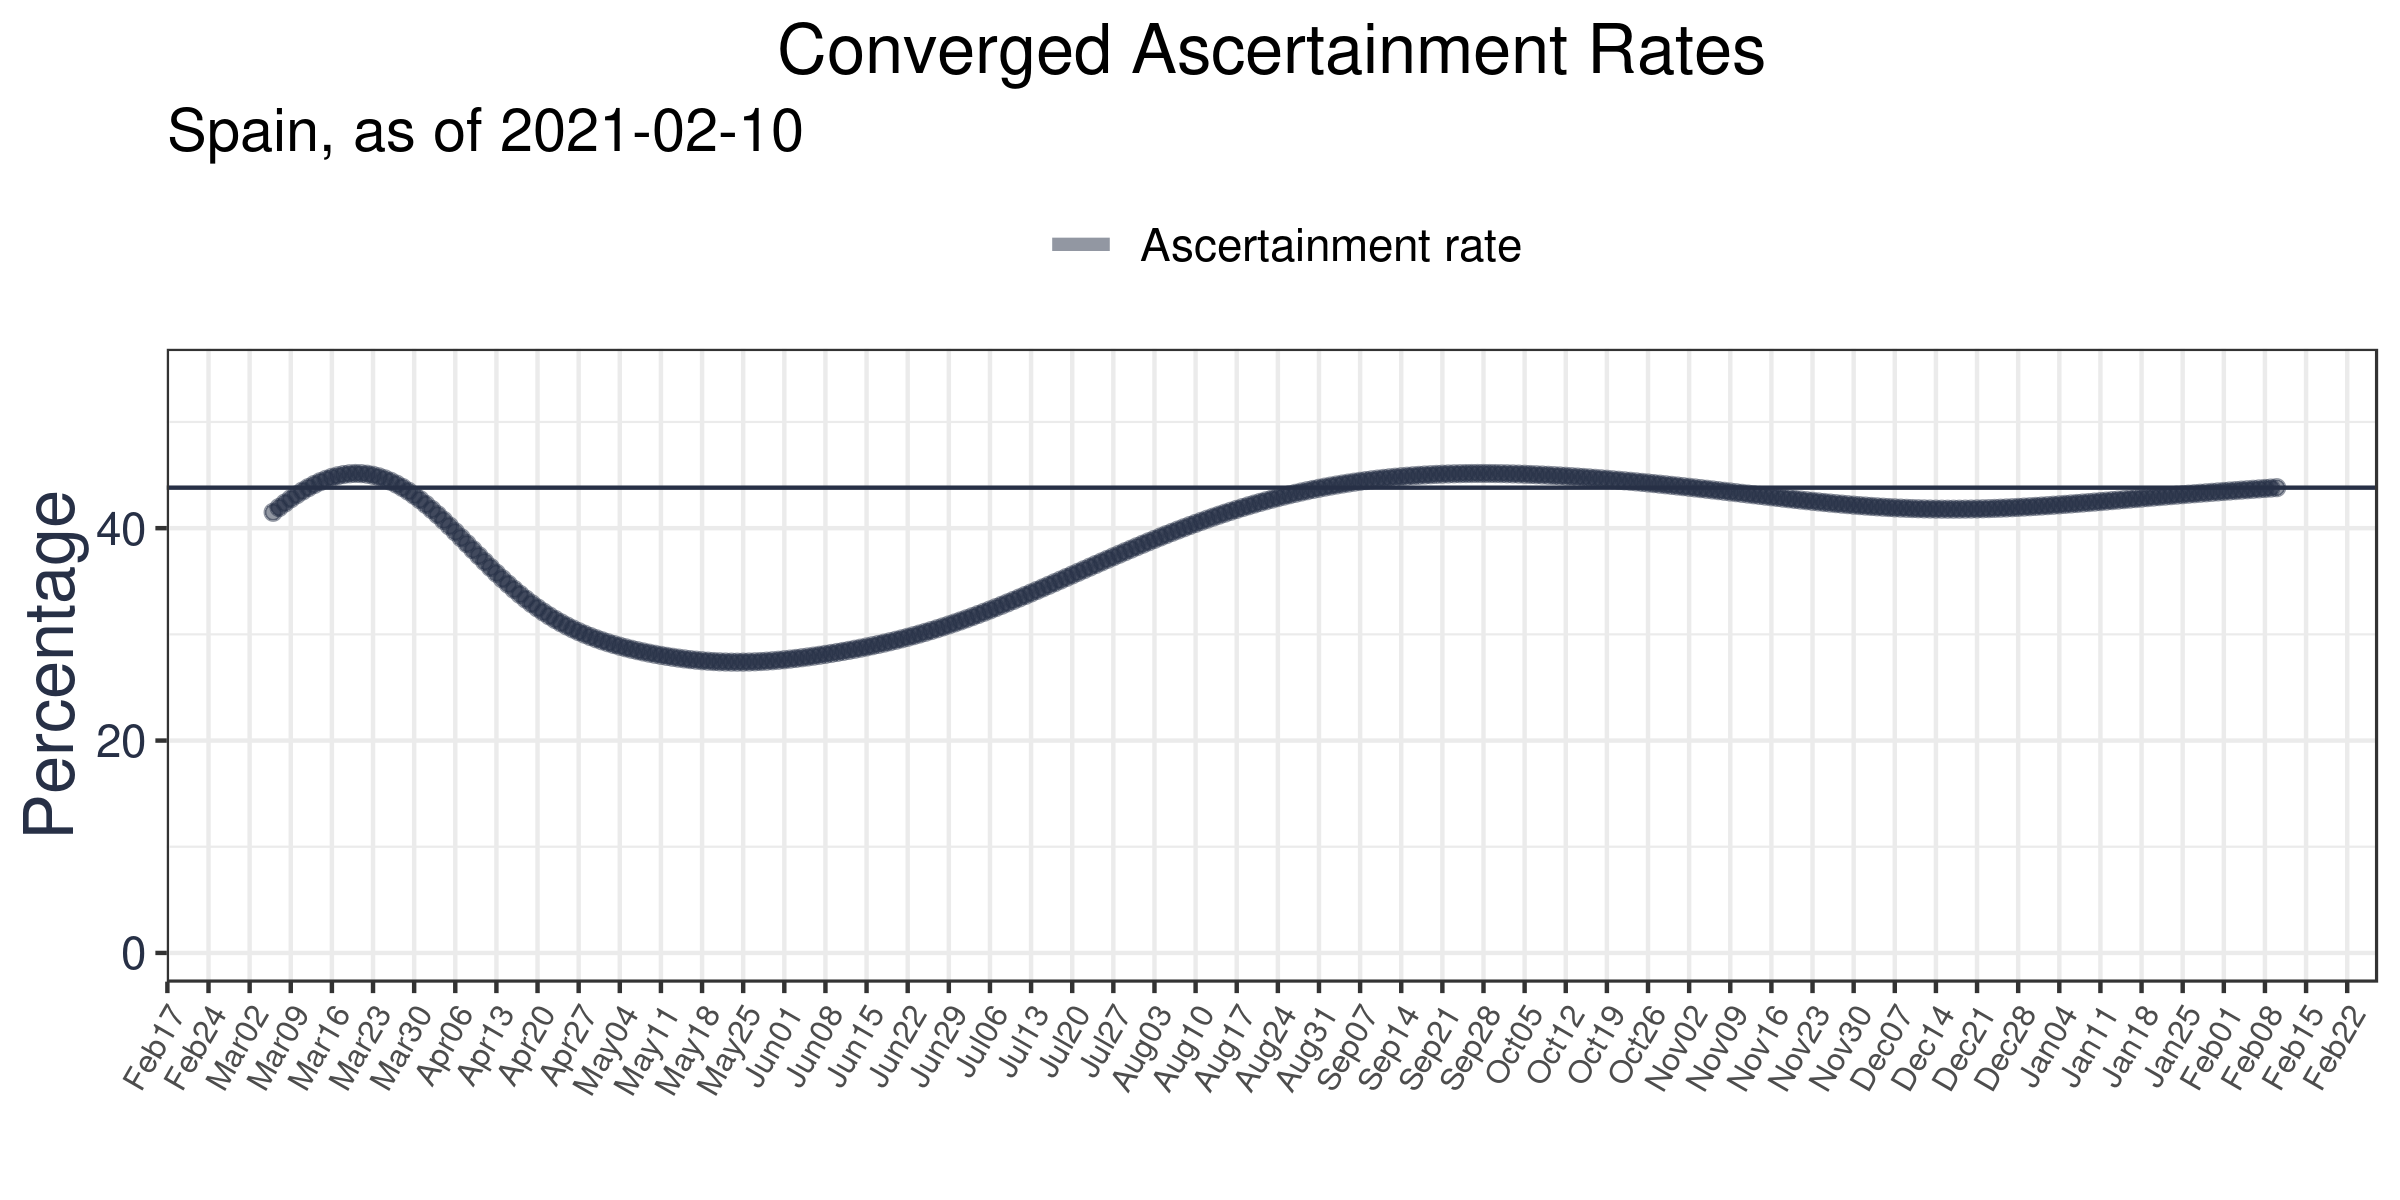 Converged Ascertainment Rates
Spain, as of 2021-02-10
Ascertainment rate
Percentage
40
20
0
Feb17 Feb24 Mar02 Mar09 Mar16 Mar23 Mar30 Apr06 Apr13 Apr20 Apr27 May04 May11 May18 May25 Jun01 Jun08 Jun15 Jun22 Jun29 Jul06 Jul13 Jul20 Jul27 Aug03 Aug10 Aug17 Aug24 Aug31 Sep07 Sep14 Sep21 Sep28 Oct05 Oct12 Oct19 Oct26 Nov02 Nov09 Nov16 Nov23 Nov30 Dec07 Dec14 Dec21 Dec28 Jan04 Jan11 Jan18 Jan25 Feb01 Feb08 Feb15 Feb22